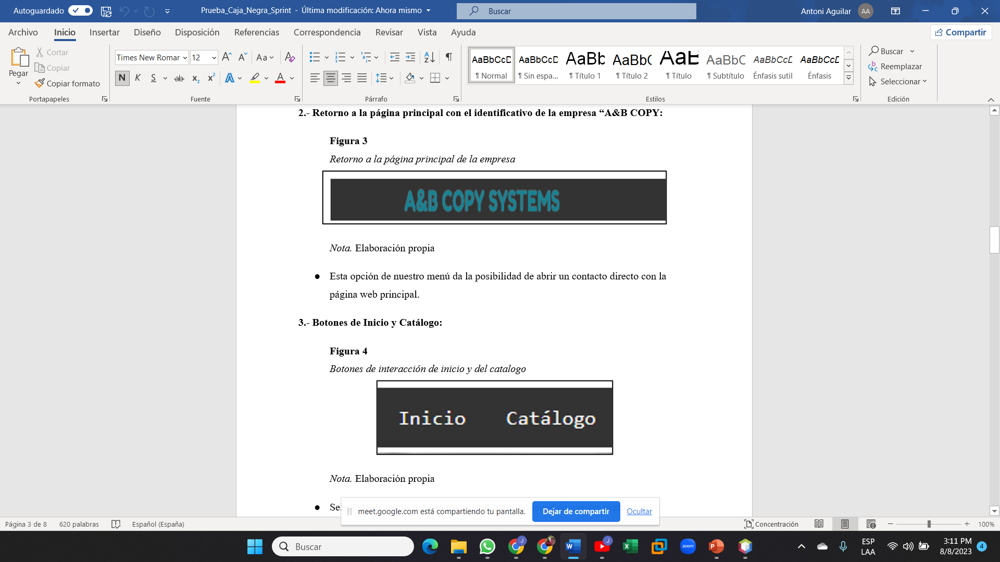 Autoguardado
Prueba_Caja_Negra_Sprint - Última modificación: Ahora mismo
Buscar
Antoni Aguilar
AA
Archivo
Inicio
Insertar
Diseño
Disposición
Referencias
Correspondencia
Revisar
Vista
Ayuda
Compartir
Pegar
Cortar
Copiar
Copiar formato
Portapapeles
Times New Romar
12
Aa
N K S ab x₂ x² A A
Fuente
Párrafo
AaBbCcD
¶ Normal
AaBbCcD
¶ Sin espa...
AaBb
¶ Título 1
AaBbC
¶ Título 2
AaB
¶ Título
AaBbC
¶ Subtítulo
AaBbCcD
Énfasis sutil
AaBbCcD
Énfasis
Estilos
Buscar
Reemplazar
Seleccionar
Edición
2.- Retorno a la página principal con el identificativo de la empresa “A&B COPY:
Figura 3
Retorno a la página principal de la empresa
A&B COPY SYSTEMS
Nota. Elaboración propia
● Esta opción de nuestro menú da la posibilidad de abrir un contacto directo con la
página web principal.
3.- Botones de Inicio y Catálogo:
Figura 4
Botones de interacción de inicio y del catalogo
Inicio Catálogo
Nota. Elaboración propia
meet.google.com está compartiendo tu pantalla.
Dejar de compartir
Ocultar
Página 3 de 8
620 palabras
Español (España)
Concentración
100%
Buscar
zoom
ESP
LAA
3:11 PM
8/8/2023
4